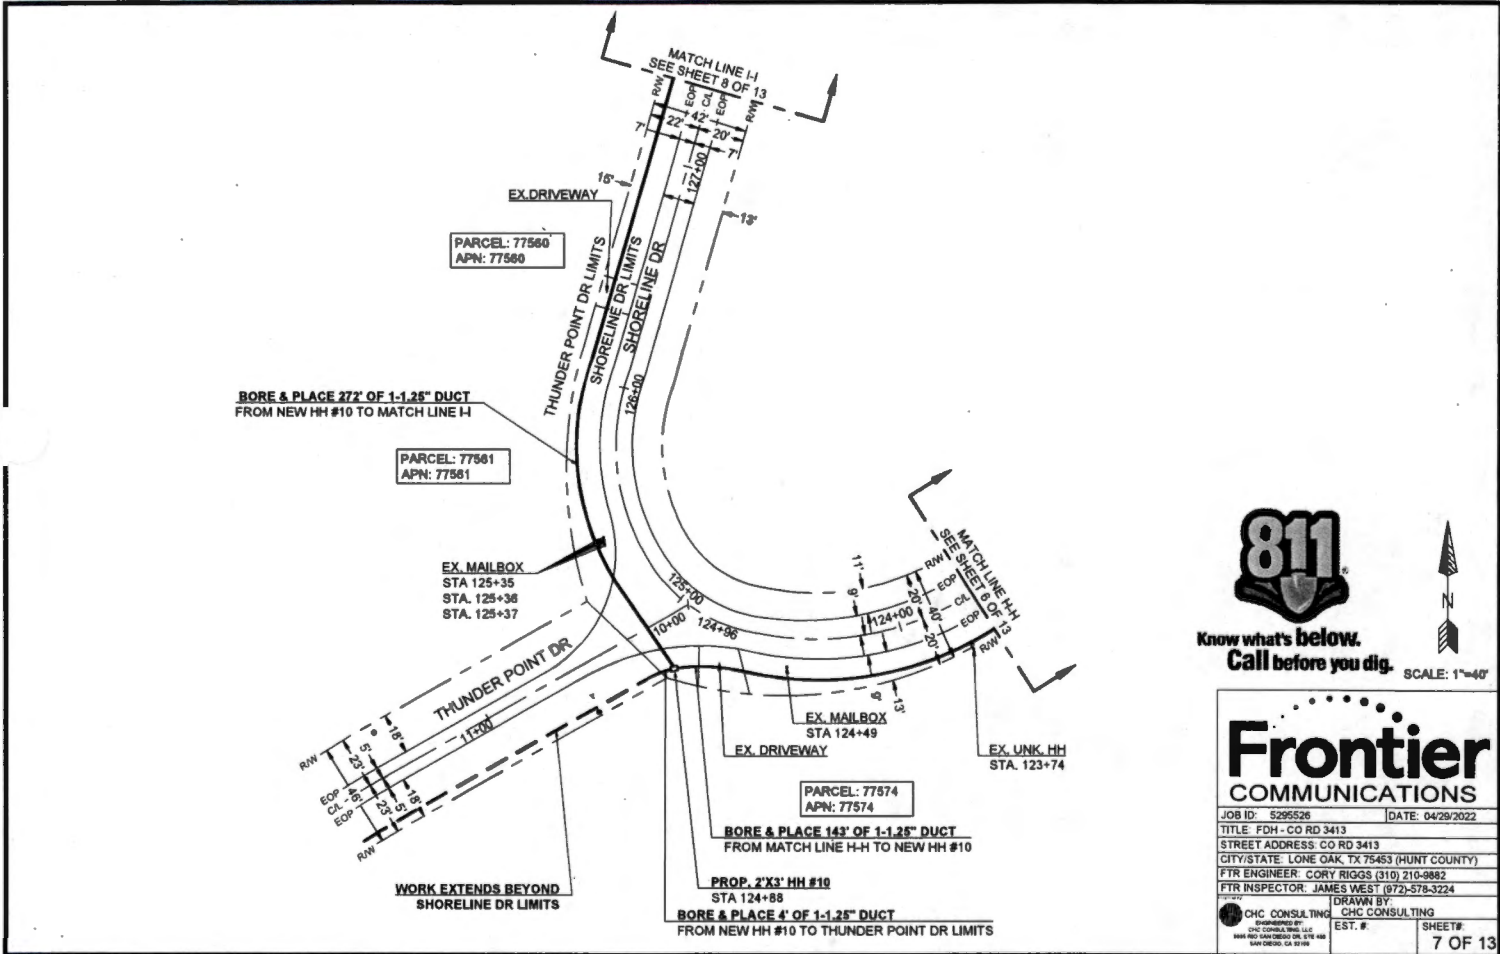 MATCH LINE I-I
SEE SHEET 8 OF 13
R/W
EOP
C/L
EOP
R/W
42'
22'
20'
7'
7'
127+00
15'
13'
EX.DRIVEWAY
PARCEL: 77560
APN: 77560
THUNDER POINT DR LIMITS
SHORELINE DR LIMITS
SHORELINE DR
126+00
BORE & PLACE 272' OF 1-1.25" DUCT
FROM NEW HH #10 TO MATCH LINE I-I
PARCEL: 77561
APN: 77561
EX. MAILBOX
STA 125+35
STA. 125+36
STA. 125+37
125+00
124+96
10+00
THUNDER POINT DR
11+00
R/W
EOP
C/L
EOP
R/W
18'
5'
23'
46'
23'
5'
18'
11'
9'
124+00
20'
40'
20'
R/W
EOP
C/L
EOP
R/W
MATCH LINE H-H
SEE SHEET 6 OF 13
9'
13'
EX. MAILBOX
STA 124+49
EX. DRIVEWAY
EX. UNK. HH
STA. 123+74
PARCEL: 77574
APN: 77574
BORE & PLACE 143' OF 1-1.25" DUCT
FROM MATCH LINE H-H TO NEW HH #10
PROP. 2'X3' HH #10
STA 124+88
BORE & PLACE 4' OF 1-1.25" DUCT
FROM NEW HH #10 TO THUNDER POINT DR LIMITS
WORK EXTENDS BEYOND
SHORELINE DR LIMITS
811
Know what's below.
Call before you dig.
N
SCALE: 1"=40'
Frontier
COMMUNICATIONS
JOB ID: 5295526 DATE: 04/29/2022
TITLE: FDH - CO RD 3413
STREET ADDRESS: CO RD 3413
CITY/STATE: LONE OAK, TX 75453 (HUNT COUNTY)
FTR ENGINEER: CORY RIGGS (310) 210-9882
FTR INSPECTOR: JAMES WEST (972)-578-3224
CHC CONSULTING
ENGINEERED BY:
CHC CONSULTING, LLC
SAN DIEGO, CA
DRAWN BY:
CHC CONSULTING
EST. #:
SHEET#:
7 OF 13